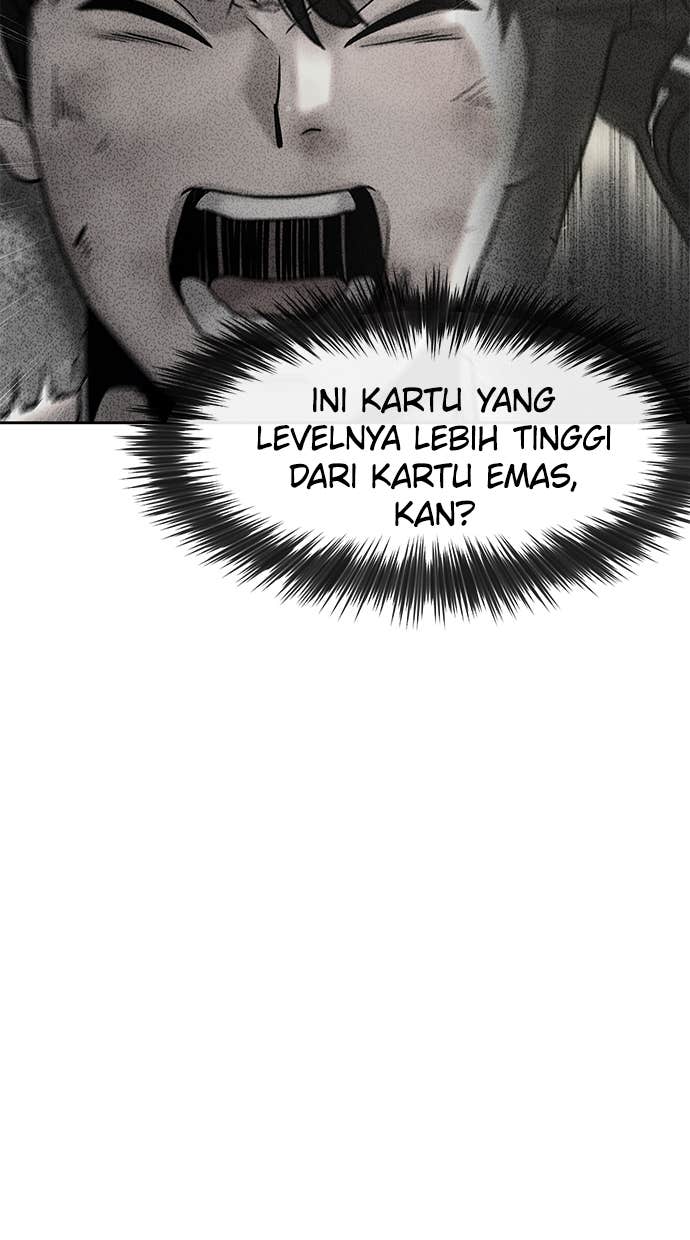 INI KARTU YANG
LEVELNYA LEBIH TINGGI
DARI KARTU EMAS,
KAN?